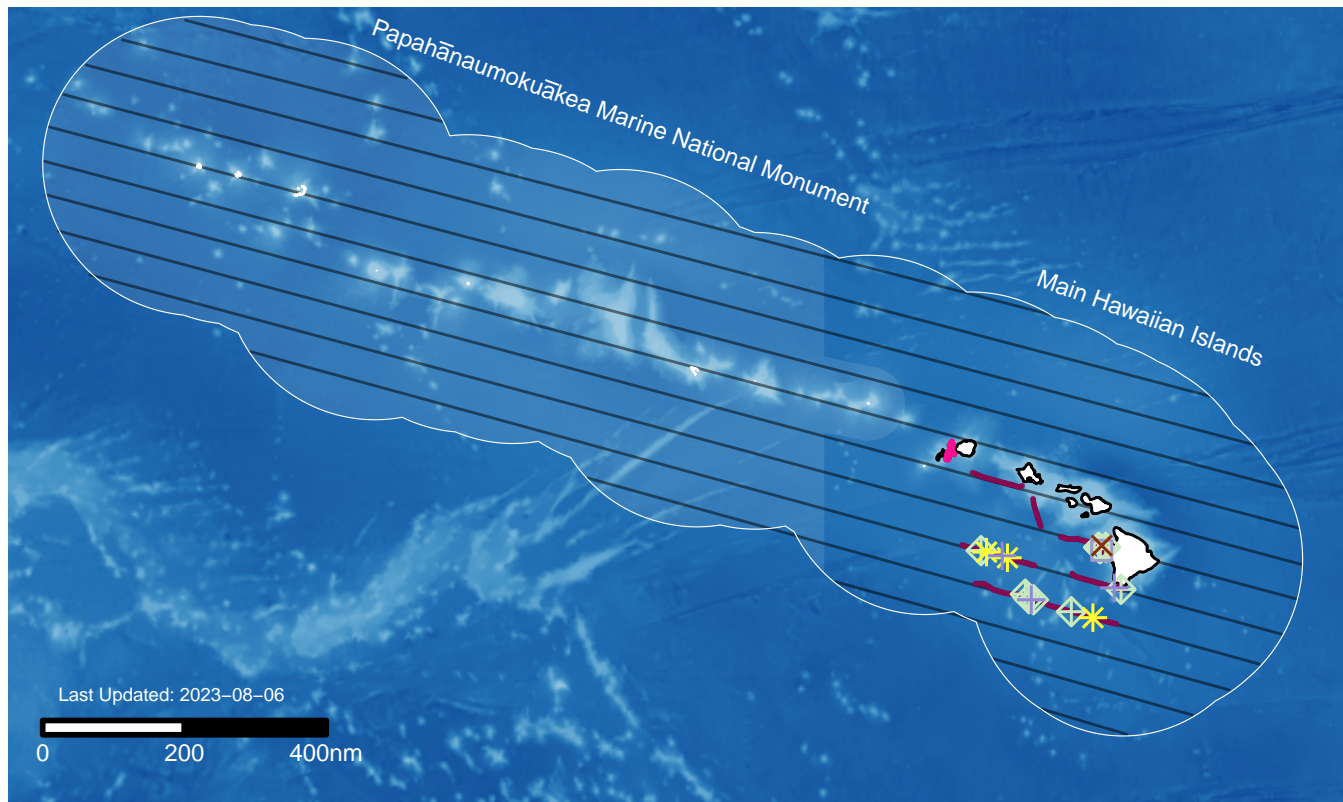 Papahānaumokuākea Marine National Monument
Main Hawaiian Islands
Last Updated: 2023−08−06
0 200 400nm